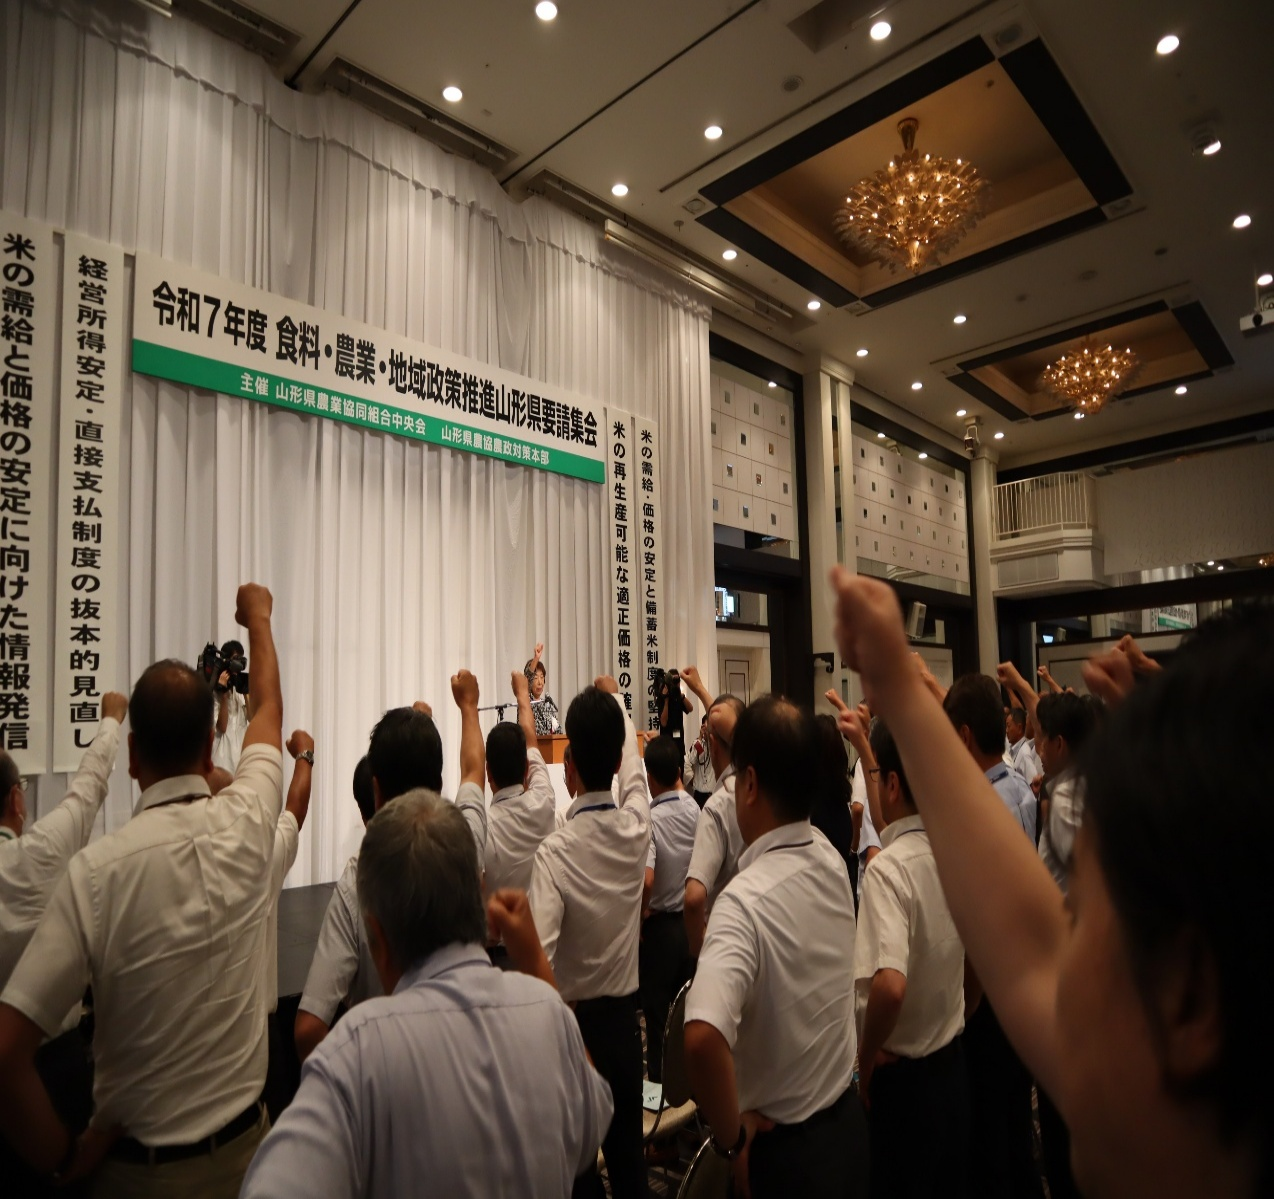 令和7年度 食料・農業・地域政策推進山形県要請集会
主催 山形県農業協同組合中央会 山形県農協農政対策本部
米の需給と価格の安定に向けた情報発信
経営所得安定・直接支払制度の抜本的見直し
米の再生産可能な適正価格の確
米の需給・価格の安定と備蓄米制度の堅持